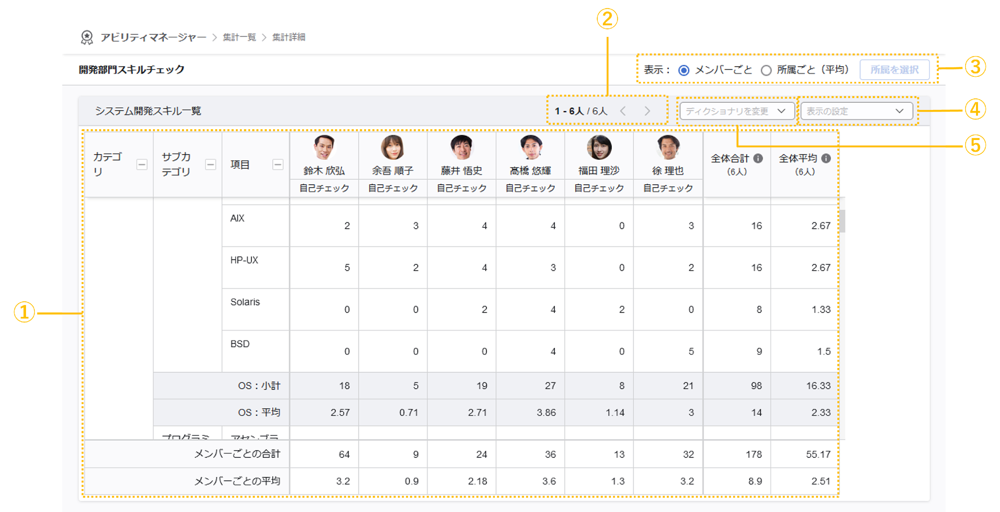 ②
アビリティマネージャー > 集計一覧 > 集計詳細
開発部門スキルチェック
表示： メンバーごと 所属ごと（平均） 所属を選択 ③
システム開発スキル一覧 1 - 6人 / 6人 ディクショナリを変更 表示の設定 ④
⑤
カテゴリ サブカテゴリ 項目 鈴木 欣弘 余吾 順子 藤井 悟史 高橋 悠輝 福田 理沙 徐 理也 全体合計 (6人) 全体平均 (6人)
自己チェック 自己チェック 自己チェック 自己チェック 自己チェック 自己チェック
AIX 2 3 4 4 0 3 16 2.67
HP-UX 5 2 4 3 0 2 16 2.67
Solaris 0 0 2 4 2 0 8 1.33
①
BSD 0 0 0 4 0 5 9 1.5
OS：小計 18 5 19 27 8 21 98 16.33
OS：平均 2.57 0.71 2.71 3.86 1.14 3 14 2.33
プログラミ アセンブラ
メンバーごとの合計 64 9 24 36 13 32 178 55.17
メンバーごとの平均 3.2 0.9 2.18 3.6 1.3 3.2 8.9 2.51